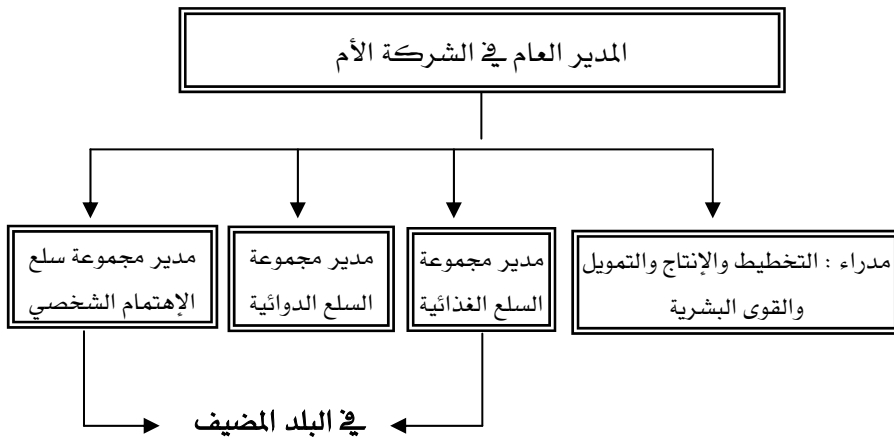 المدير العام في الشركة الأم
مدراء : التخطيط والإنتاج والتمويل
والقوى البشرية
مدير مجموعة
السلع الغذائية
مدير مجموعة
السلع الدوائية
مدير مجموعة سلع
الإهتمام الشخصي
في البلد المضيف